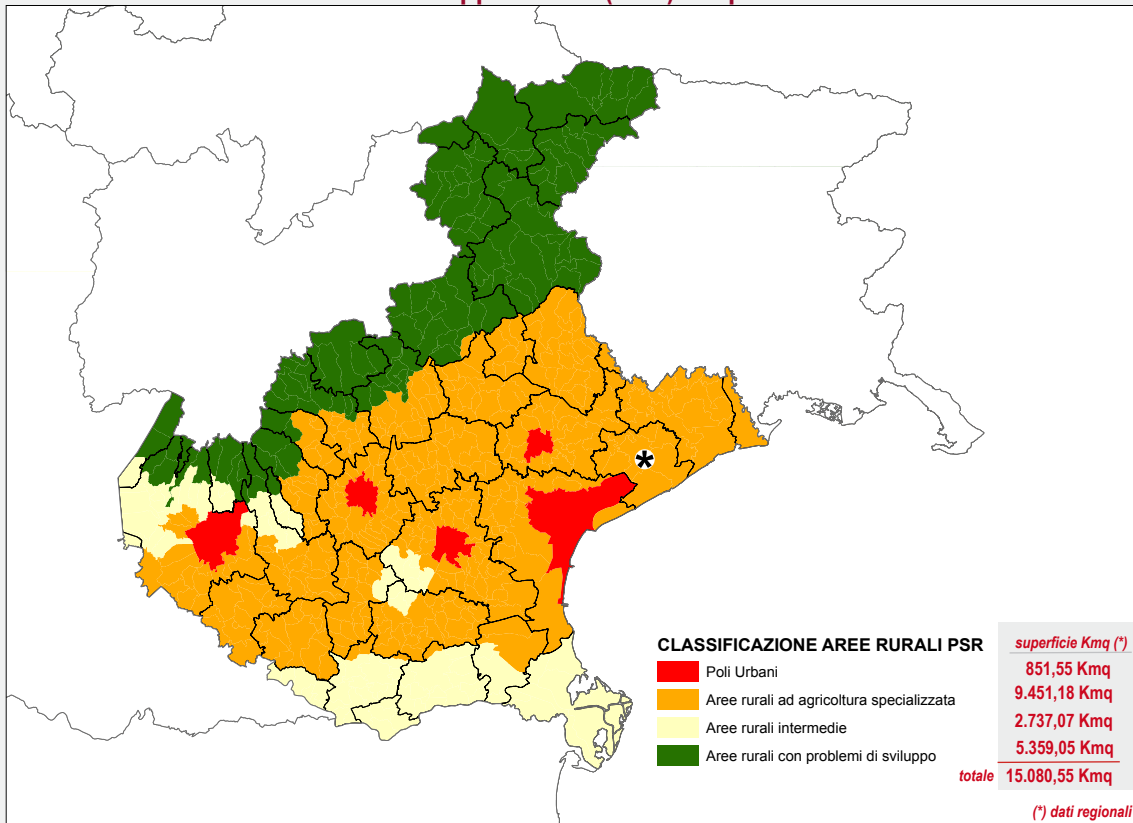 CLASSIFICAZIONE AREE RURALI PSR
superficie Kmq (*)
Poli Urbani
851,55 Kmq
Aree rurali ad agricoltura specializzata
9.451,18 Kmq
Aree rurali intermedie
2.737,07 Kmq
Aree rurali con problemi di sviluppo
5.359,05 Kmq
totale 15.080,55 Kmq
(*) dati regionali